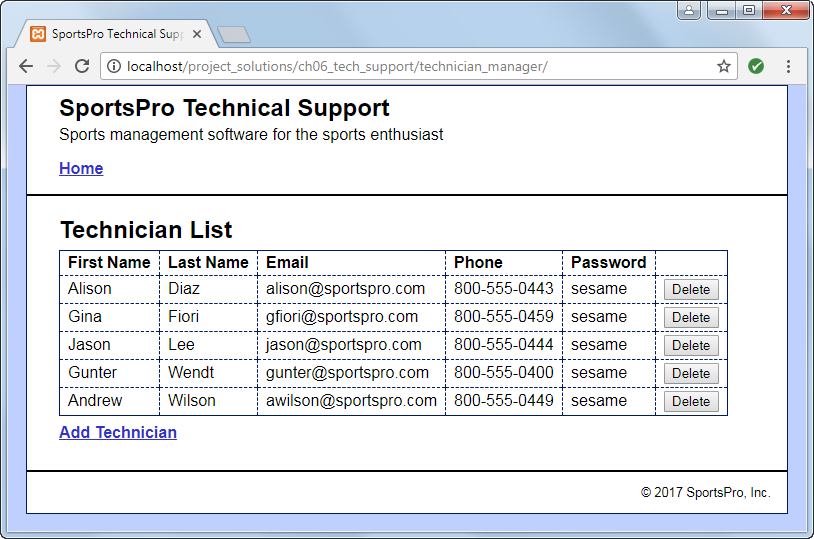 SportsPro Technical Supp
localhost/project_solutions/ch06_tech_support/technician_manager/
SportsPro Technical Support
Sports management software for the sports enthusiast
Home
Technician List
First Name Last Name Email Phone Password
Alison Diaz alison@sportspro.com 800-555-0443 sesame Delete
Gina Fiori gfiori@sportspro.com 800-555-0459 sesame Delete
Jason Lee jason@sportspro.com 800-555-0444 sesame Delete
Gunter Wendt gunter@sportspro.com 800-555-0400 sesame Delete
Andrew Wilson awilson@sportspro.com 800-555-0449 sesame Delete
Add Technician
© 2017 SportsPro, Inc.